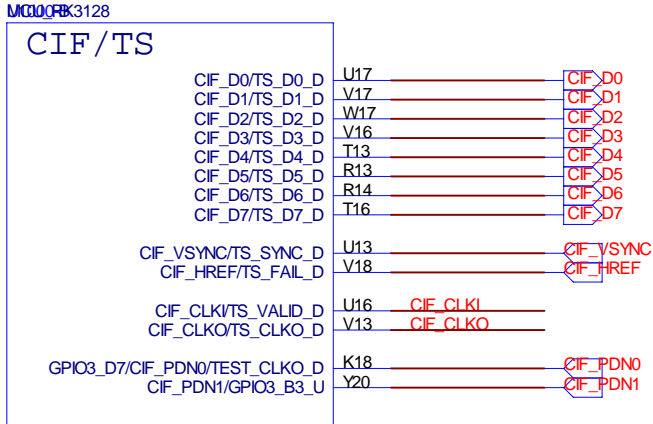 CIF/TS
CIF_D0/TS_D0_D U17 CIF_D0
CIF_D1/TS_D1_D V17 CIF_D1
CIF_D2/TS_D2_D W17 CIF_D2
CIF_D3/TS_D3_D V16 CIF_D3
CIF_D4/TS_D4_D T13 CIF_D4
CIF_D5/TS_D5_D R13 CIF_D5
CIF_D6/TS_D6_D R14 CIF_D6
CIF_D7/TS_D7_D T16 CIF_D7
CIF_VSYNC/TS_SYNC_D U13 CIF_VSYNC
CIF_HREF/TS_FAIL_D V18 CIF_HREF
CIF_CLKI/TS_VALID_D U16 CIF_CLKI
CIF_CLKO/TS_CLKO_D V13 CIF_CLKO
GPIO3_D7/CIF_PDN0/TEST_CLKO_D K18 CIF_PDN0
CIF_PDN1/GPIO3_B3_U Y20 CIF_PDN1